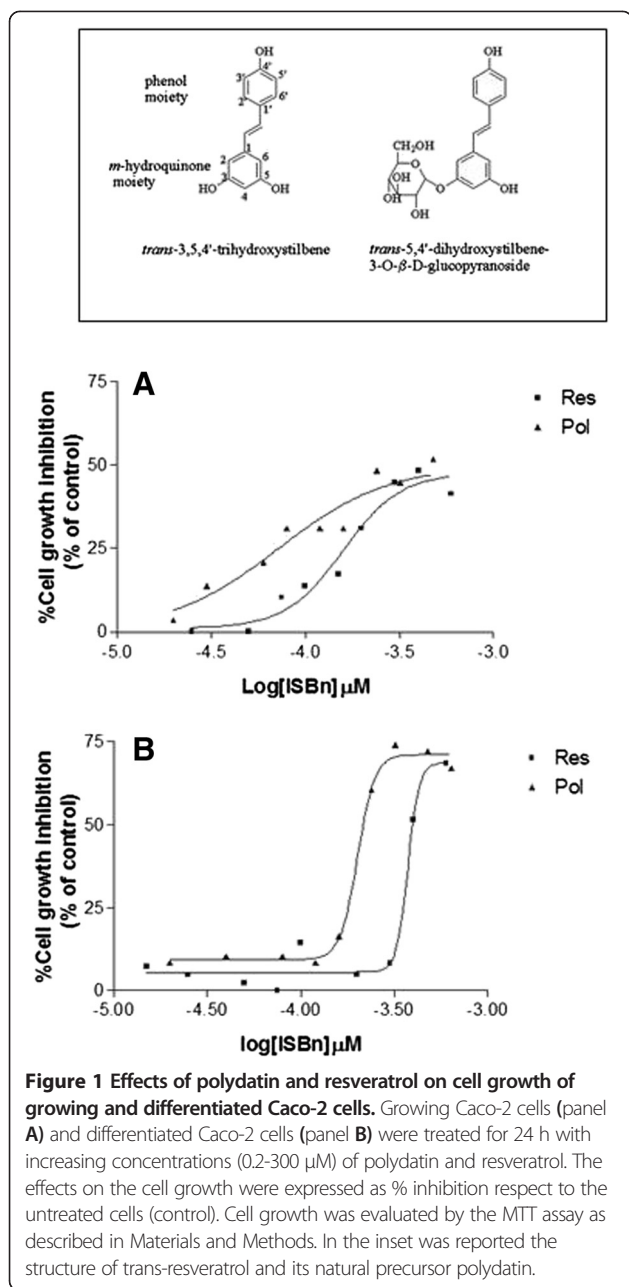 OH
4'
3' 5'
phenol
moiety
2' 6'
1'
1
m-hydroquinone
moiety
2 6
3 5
HO OH
4
trans-3,5,4'-trihydroxystilbene
OH
CH₂OH
O
OH
OH
O OH
OH
trans-5,4'-dihydroxystilbene-
3-O-β-D-glucopyranoside
A
%Cell growth Inhibition
(% of control)
75
50
25
0
-5.0 -4.5 -4.0 -3.5 -3.0
Log[ISBn] μM
Res
Pol
B
%Cell growth Inhibition
(% of control)
75
50
25
0
-5.00 -4.50 -4.00 -3.50 -3.00
log[ISBn] μM
Res
Pol
Figure 1 Effects of polydatin and resveratrol on cell growth of
growing and differentiated Caco-2 cells. Growing Caco-2 cells (panel
A) and differentiated Caco-2 cells (panel B) were treated for 24 h with
increasing concentrations (0.2-300 μM) of polydatin and resveratrol. The
effects on the cell growth were expressed as % inhibition respect to the
untreated cells (control). Cell growth was evaluated by the MTT assay as
described in Materials and Methods. In the inset was reported the
structure of trans-resveratrol and its natural precursor polydatin.